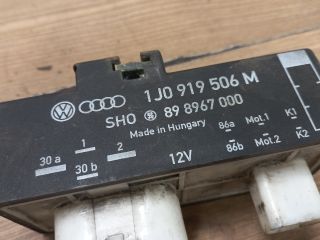 1J0 919 506 M
SHO 89 8967 000
Made in Hungary
30 a 1 2 12V 86a Mot.1 K1
30 b 86b Mot.2 K2